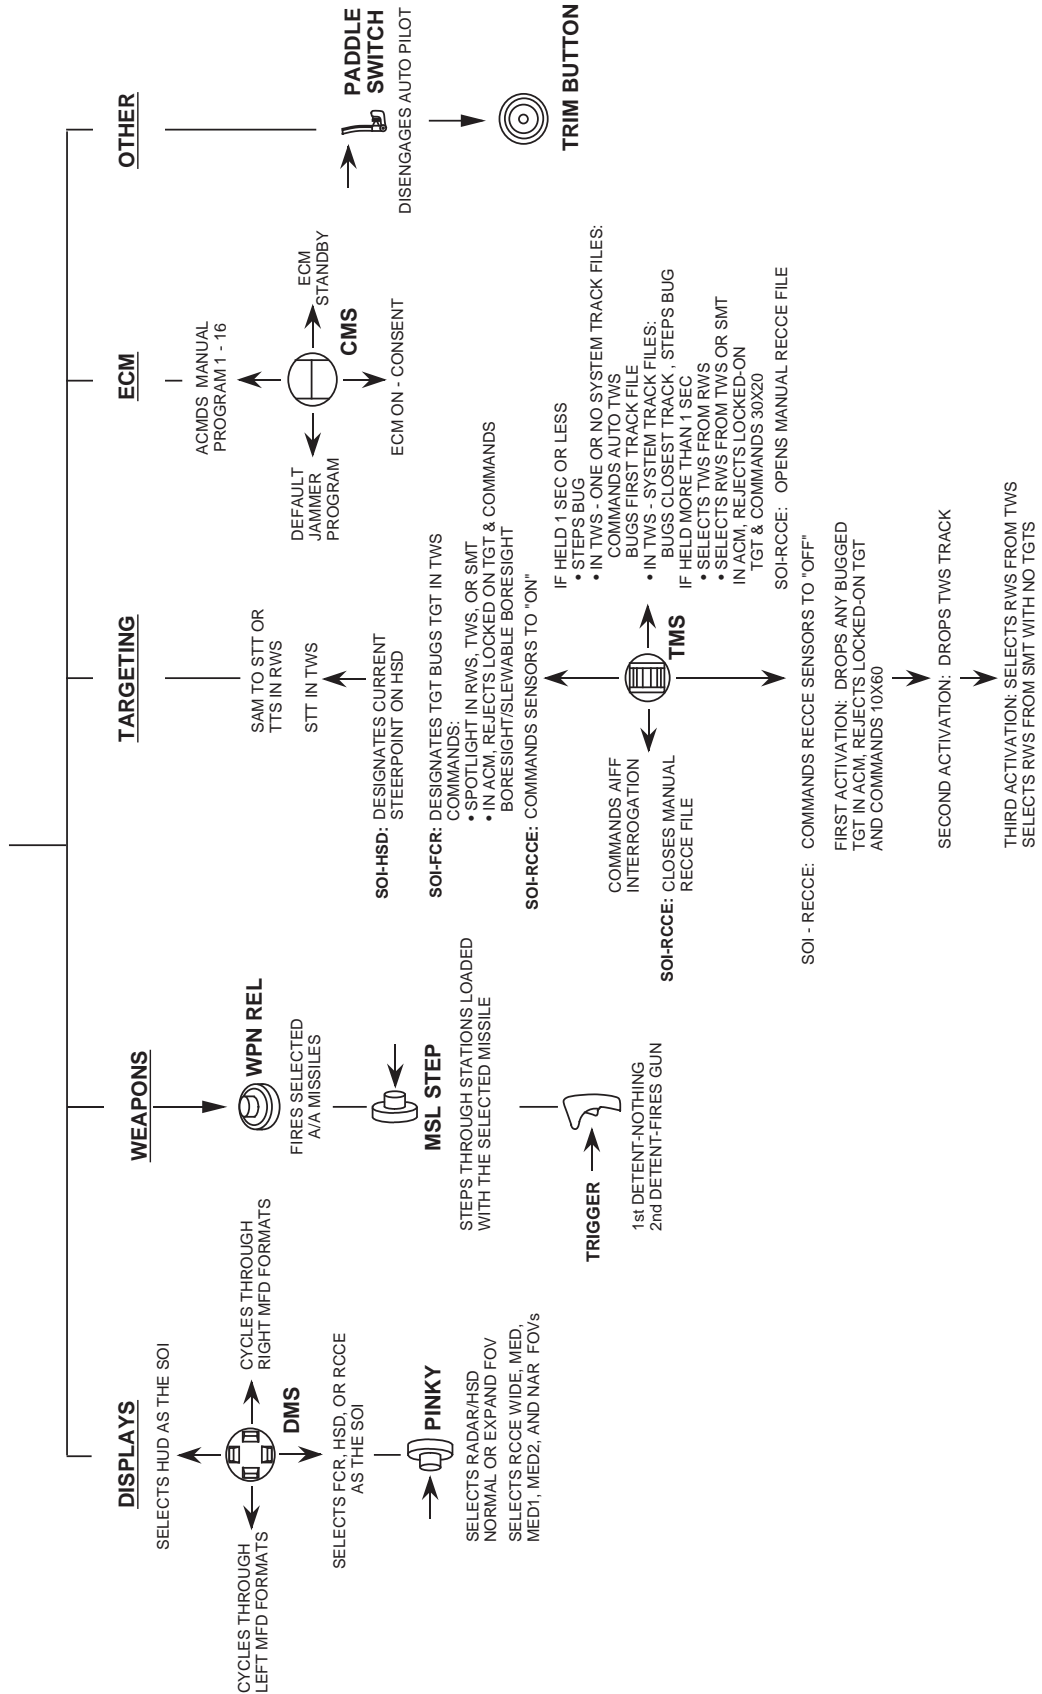 DISPLAYS
SELECTS HUD AS THE SOI
CYCLES THROUGH
LEFT MFD FORMATS
CYCLES THROUGH
RIGHT MFD FORMATS
DMS
SELECTS FCR, HSD, OR RCCE
AS THE SOI
PINKY
SELECTS RADAR/HSD
NORMAL OR EXPAND FOV
SELECTS RCCE WIDE, MED,
MED1, MED2, AND NAR FOVs
WEAPONS
WPN REL
FIRES SELECTED
A/A MISSILES
MSL STEP
STEPS THROUGH STATIONS LOADED
WITH THE SELECTED MISSILE
TRIGGER
1st DETENT-NOTHING
2nd DETENT-FIRES GUN
TARGETING
SAM TO STT OR
TTS IN RWS
STT IN TWS
SOI-HSD: DESIGNATES CURRENT
STEERPOINT ON HSD
SOI-FCR: DESIGNATES TGT BUGS TGT IN TWS
COMMANDS:
• SPOTLIGHT IN RWS, TWS, OR SMT
• IN ACM, REJECTS LOCKED ON TGT & COMMANDS
BORESIGHT/SLEWABLE BORESIGHT
SOI-RCCE: COMMANDS SENSORS TO "ON"
COMMANDS AIFF
INTERROGATION
SOI-RCCE: CLOSES MANUAL
RECCE FILE
TMS
IF HELD 1 SEC OR LESS
• STEPS BUG
• IN TWS - ONE OR NO SYSTEM TRACK FILES:
COMMANDS AUTO TWS
BUGS FIRST TRACK FILE
• IN TWS - SYSTEM TRACK FILES:
BUGS CLOSEST TRACK , STEPS BUG
IF HELD MORE THAN 1 SEC
• SELECTS TWS FROM RWS
• SELECTS RWS FROM TWS OR SMT
IN ACM, REJECTS LOCKED-ON
TGT & COMMANDS 30X20
SOI-RCCE: OPENS MANUAL RECCE FILE
SOI - RECCE: COMMANDS RECCE SENSORS TO "OFF"
FIRST ACTIVATION: DROPS ANY BUGGED
TGT IN ACM, REJECTS LOCKED-ON TGT
AND COMMANDS 10X60
SECOND ACTIVATION: DROPS TWS TRACK
THIRD ACTIVATION: SELECTS RWS FROM TWS
SELECTS RWS FROM SMT WITH NO TGTS
ECM
ACMDS MANUAL
PROGRAM 1 - 16
DEFAULT
JAMMER
PROGRAM
ECM
STANDBY
CMS
ECM ON - CONSENT
OTHER
PADDLE
SWITCH
DISENGAGES AUTO PILOT
TRIM BUTTON